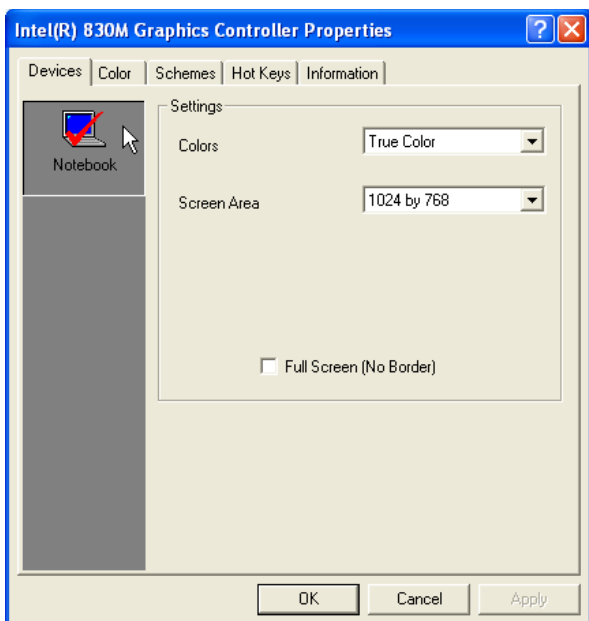 Intel(R) 830M Graphics Controller Properties
Devices Color Schemes Hot Keys Information
Notebook
Settings
Colors True Color
Screen Area 1024 by 768
Full Screen (No Border)
OK Cancel Apply